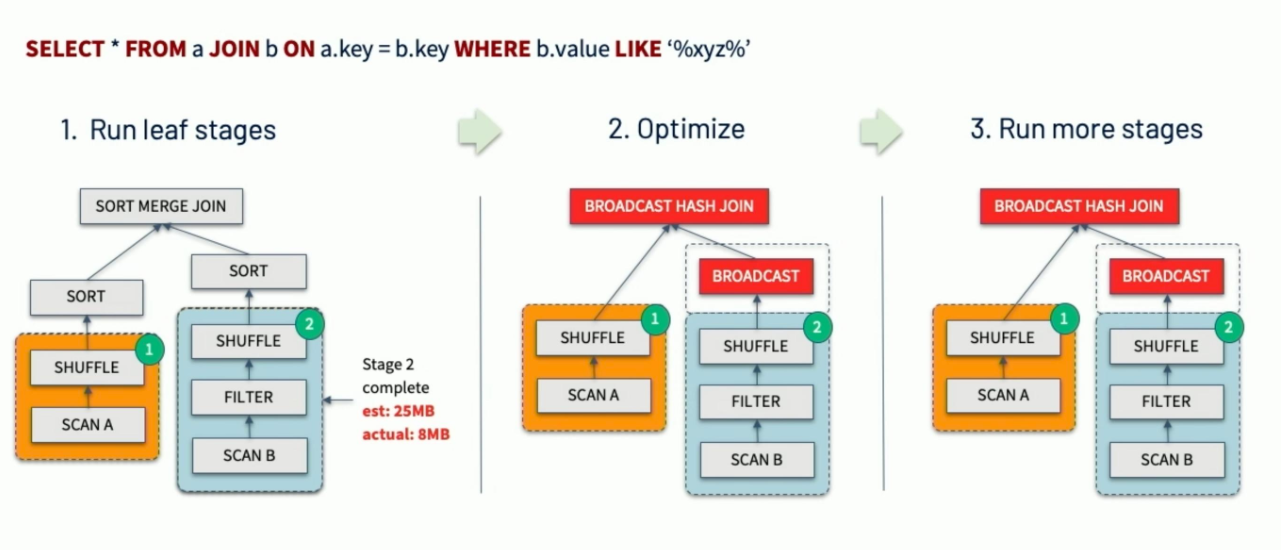 SELECT * FROM a JOIN b ON a.key = b.key WHERE b.value LIKE ‘%xyz%’
1. Run leaf stages
SORT MERGE JOIN
SORT
SORT
SHUFFLE
1
SCAN A
SHUFFLE
2
FILTER
SCAN B
Stage 2
complete
est: 25MB
actual: 8MB
2. Optimize
BROADCAST HASH JOIN
BROADCAST
SHUFFLE
1
SCAN A
SHUFFLE
2
FILTER
SCAN B
3. Run more stages
BROADCAST HASH JOIN
BROADCAST
SHUFFLE
1
SCAN A
SHUFFLE
2
FILTER
SCAN B